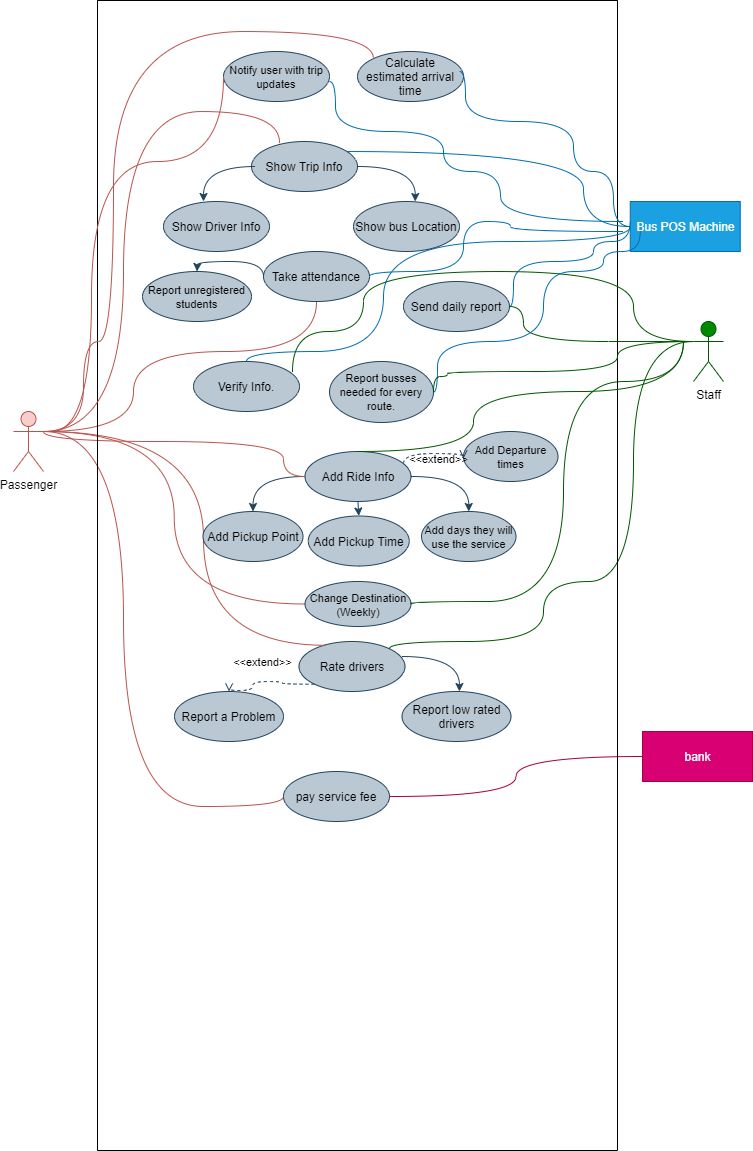 Notify user with trip
updates
Calculate
estimated arrival
time
Show Trip Info
Show Driver Info
Show bus Location
Bus POS Machine
Take attendance
Report unregistered
students
Send daily report
Verify Info.
Report busses
needed for every
route.
Staff
Passenger
Add Ride Info
<<extend>>
Add Departure
times
Add Pickup Point
Add Pickup Time
Add days they will
use the service
Change Destination
(Weekly)
Rate drivers
<<extend>>
Report a Problem
Report low rated
drivers
bank
pay service fee